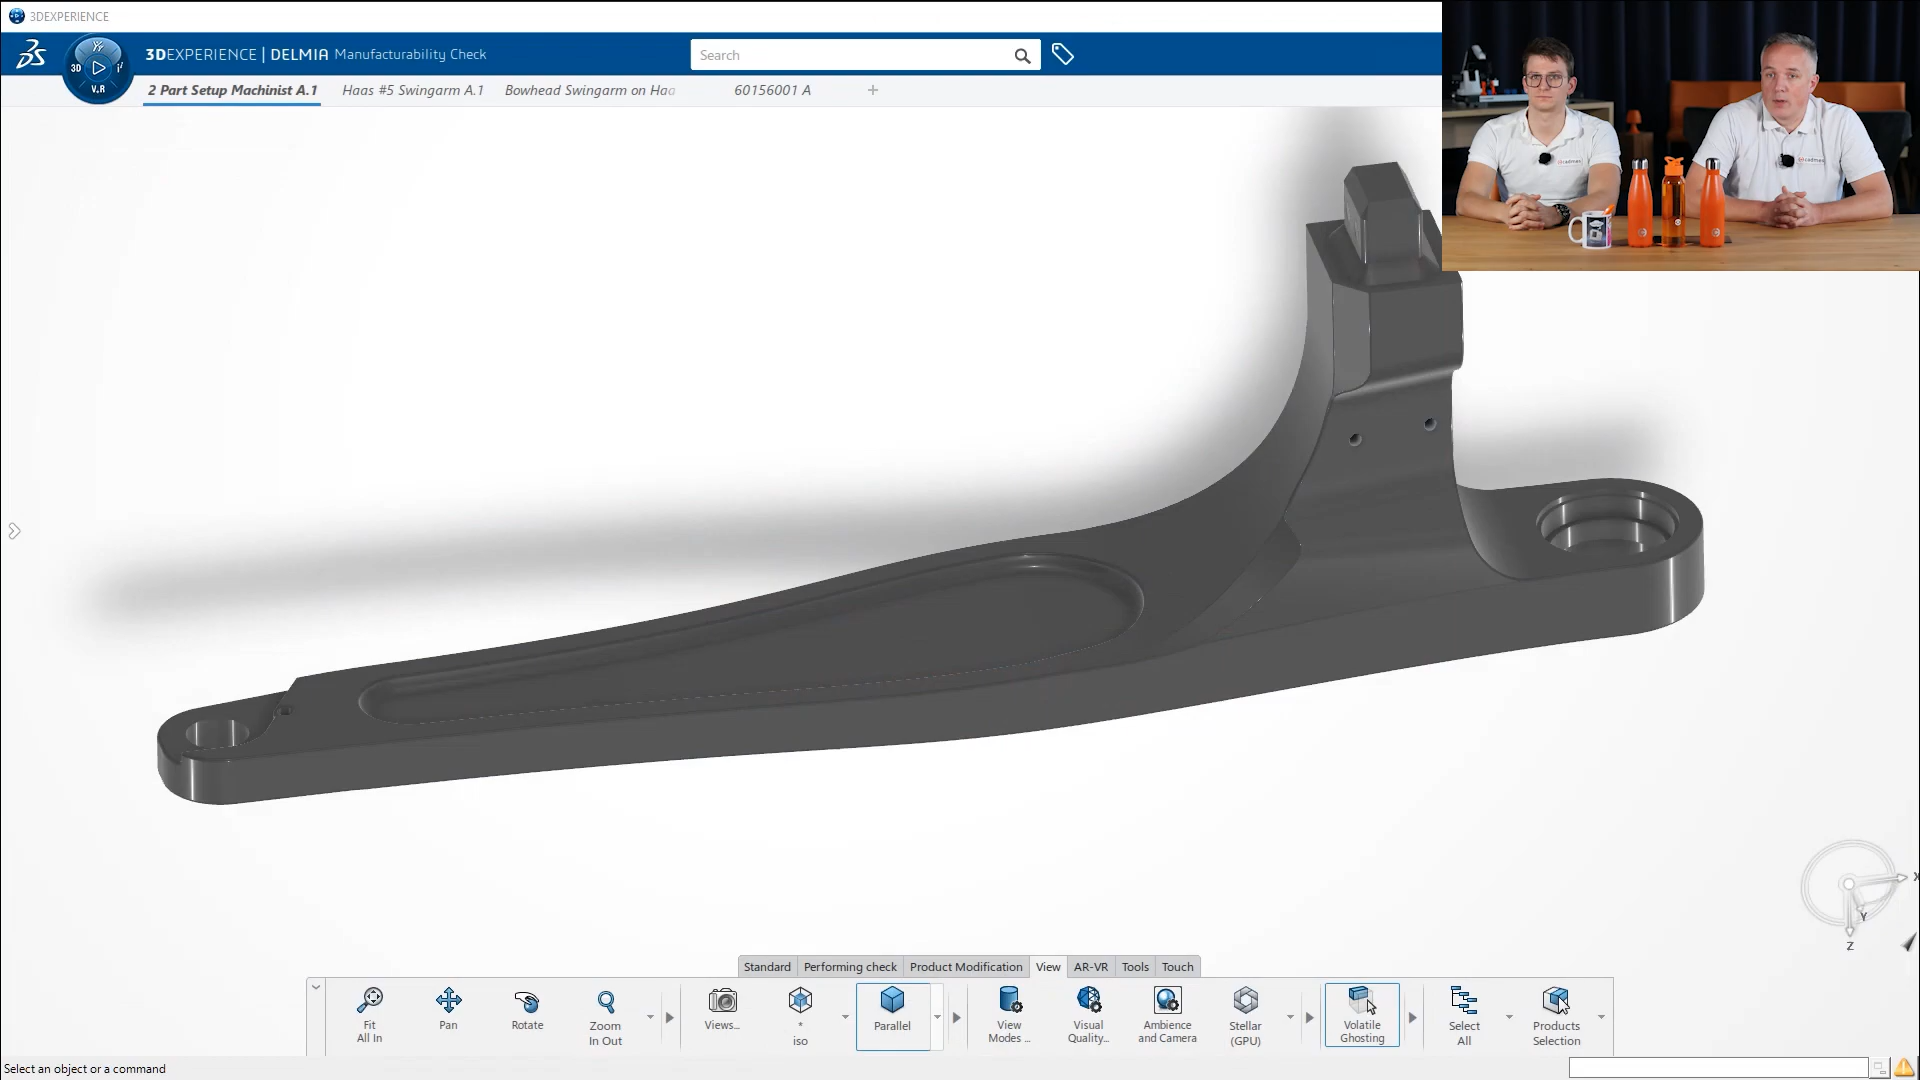 3DEXPERIENCE
3DEXPERIENCE | DELMIA Manufacturability Check
Search
3D
V.R
2 Part Setup Machinist A.1
Haas #5 Swingarm A.1
Bowhead Swingarm on Haa
60156001 A
cadmes
X
Y
Z
Standard
Performing check
Product Modification
View
AR-VR
Tools
Touch
Fit
All In
Pan
Rotate
Zoom
In Out
Views...
*
iso
Parallel
View
Modes ...
Visual
Quality...
Ambience
and Camera
Stellar
(GPU)
Volatile
Ghosting
Select
All
Products
Selection
Select an object or a command